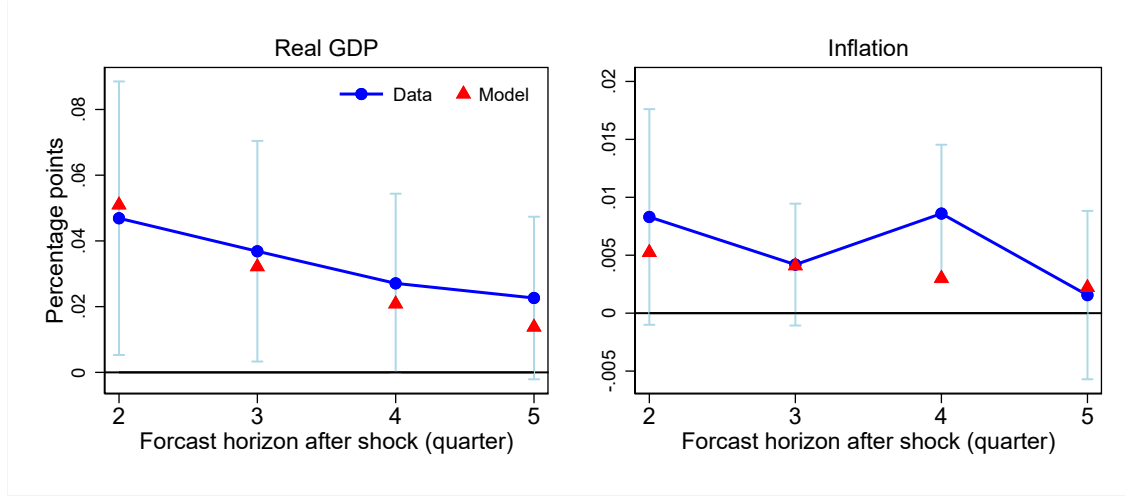 Real GDP
Data
Model
Percentage points
.08
.06
.04
.02
0
2
3
4
5
Forcast horizon after shock (quarter)
Inflation
.02
.015
.01
.005
0
-.005
2
3
4
5
Forcast horizon after shock (quarter)